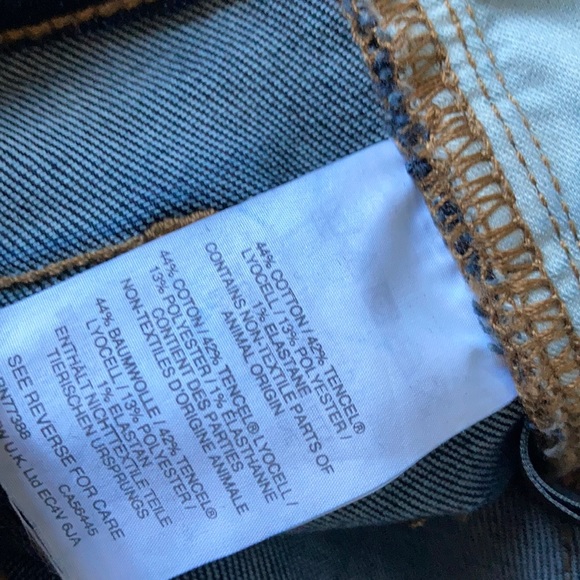 44% COTTON / 42% TENCEL®
LYOCELL / 13% POLYESTER /
1% ELASTANE
CONTAINS NON-TEXTILE PARTS OF
ANIMAL ORIGIN
44% COTON / 42% TENCEL® LYOCELL /
13% POLYESTER / 1% ÉLASTHANNE
CONTIENT DES PARTIES
NON-TEXTILES D'ORIGINE ANIMALE
44% BAUMWOLLE / 42% TENCEL®
LYOCELL / 13% POLYESTER /
1% ELASTAN
ENTHÄLT NICHTTEXTILE TEILE
TIERISCHEN URSPRUNGS
SEE REVERSE FOR CARE
CA56445
RN77388
U.K. Ltd EC4V 6JA